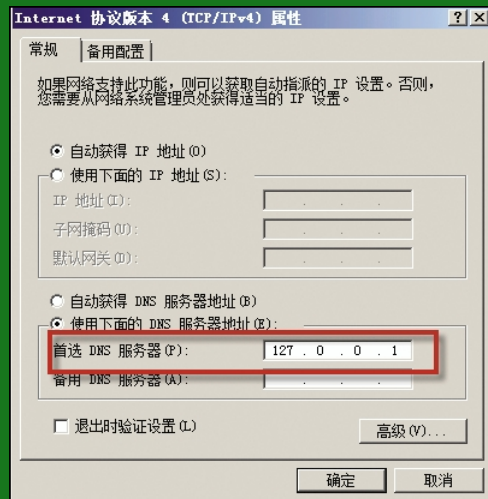 Internet 协议版本 4 (TCP/IPv4) 属性
常规 备用配置
如果网络支持此功能，则可以获取自动指派的 IP 设置。否则，
您需要从网络系统管理员处获得适当的 IP 设置。
自动获得 IP 地址(O)
使用下面的 IP 地址(S):
IP 地址(I):
子网掩码(U):
默认网关(D):
自动获得 DNS 服务器地址(B)
使用下面的 DNS 服务器地址(E):
首选 DNS 服务器(P): 127 . 0 . 0 . 1
备用 DNS 服务器(A):
退出时验证设置(L)
高级(V)...
确定 取消